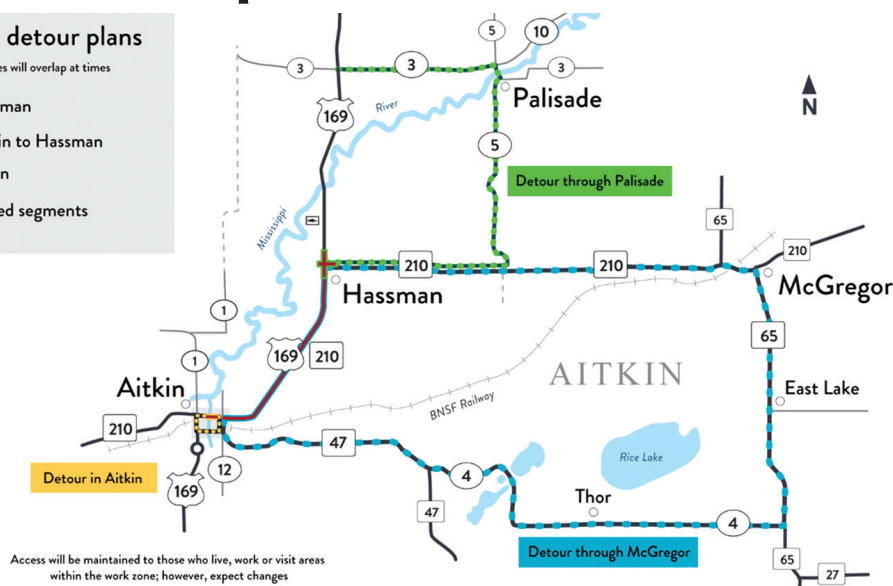 detour plans
es will overlap at times
man
in to Hassman
n
ed segments
5
10
3
3
3
169
River
Palisade
N
5
Detour through Palisade
65
Mississippi
210
210
210
Hassman
McGregor
1
65
169
210
1
AITKIN
Aitkin
East Lake
BNSF Railway
210
47
Rice Lake
12
4
Detour in Aitkin
169
Thor
47
4
Detour through McGregor
65
27
Access will be maintained to those who live, work or visit areas
within the work zone; however, expect changes